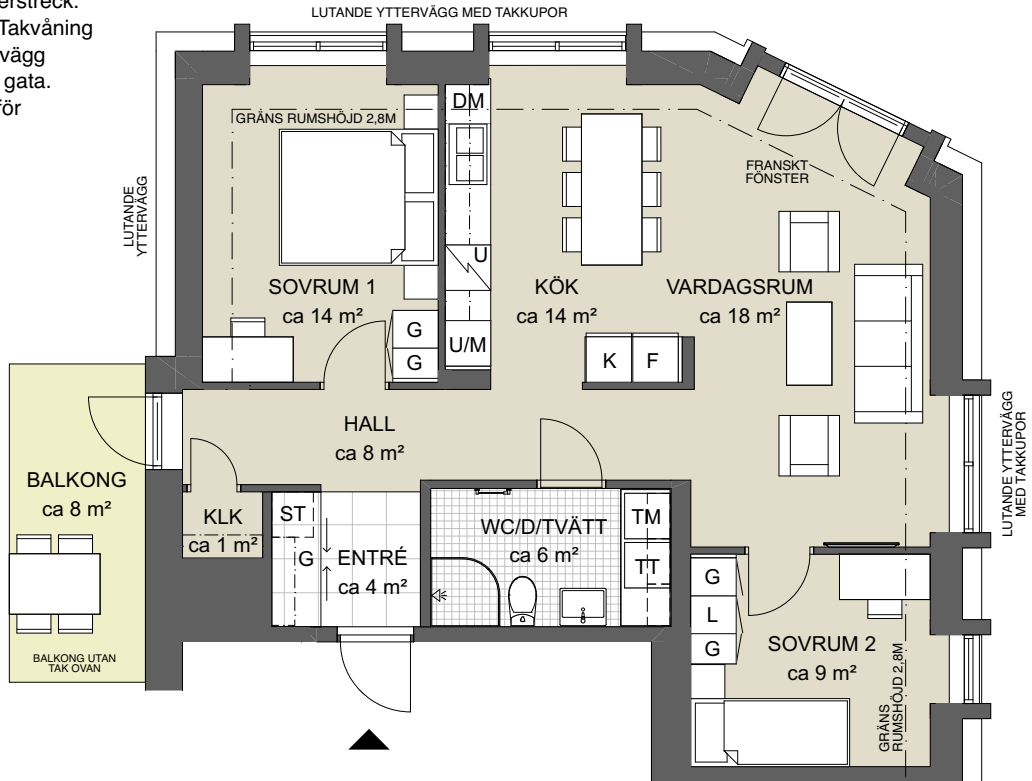 erstreck.
Takvåning
vägg
gata.
för
LUTANDE YTTERVÄGG MED TAKKUPOR
DM
GRÄNS RUMSHÖJD 2,8M
FRANSKT
FÖNSTER
LUTANDE
YTTERVÄGG
U
SOVRUM 1
ca 14 m²
KÖK
ca 14 m²
VARDAGSRUM
ca 18 m²
G
G
U/M
K
F
HALL
ca 8 m²
LUTANDE YTTERVÄGG
MED TAKKUPOR
BALKONG
ca 8 m²
KLK
ca 1 m²
ST
G
ENTRÉ
ca 4 m²
WC/D/TVÄTT
ca 6 m²
TM
TT
G
L
G
SOVRUM 2
ca 9 m²
GRÄNS
RUMSHÖJD 2,8M
BALKONG UTAN
TAK OVAN